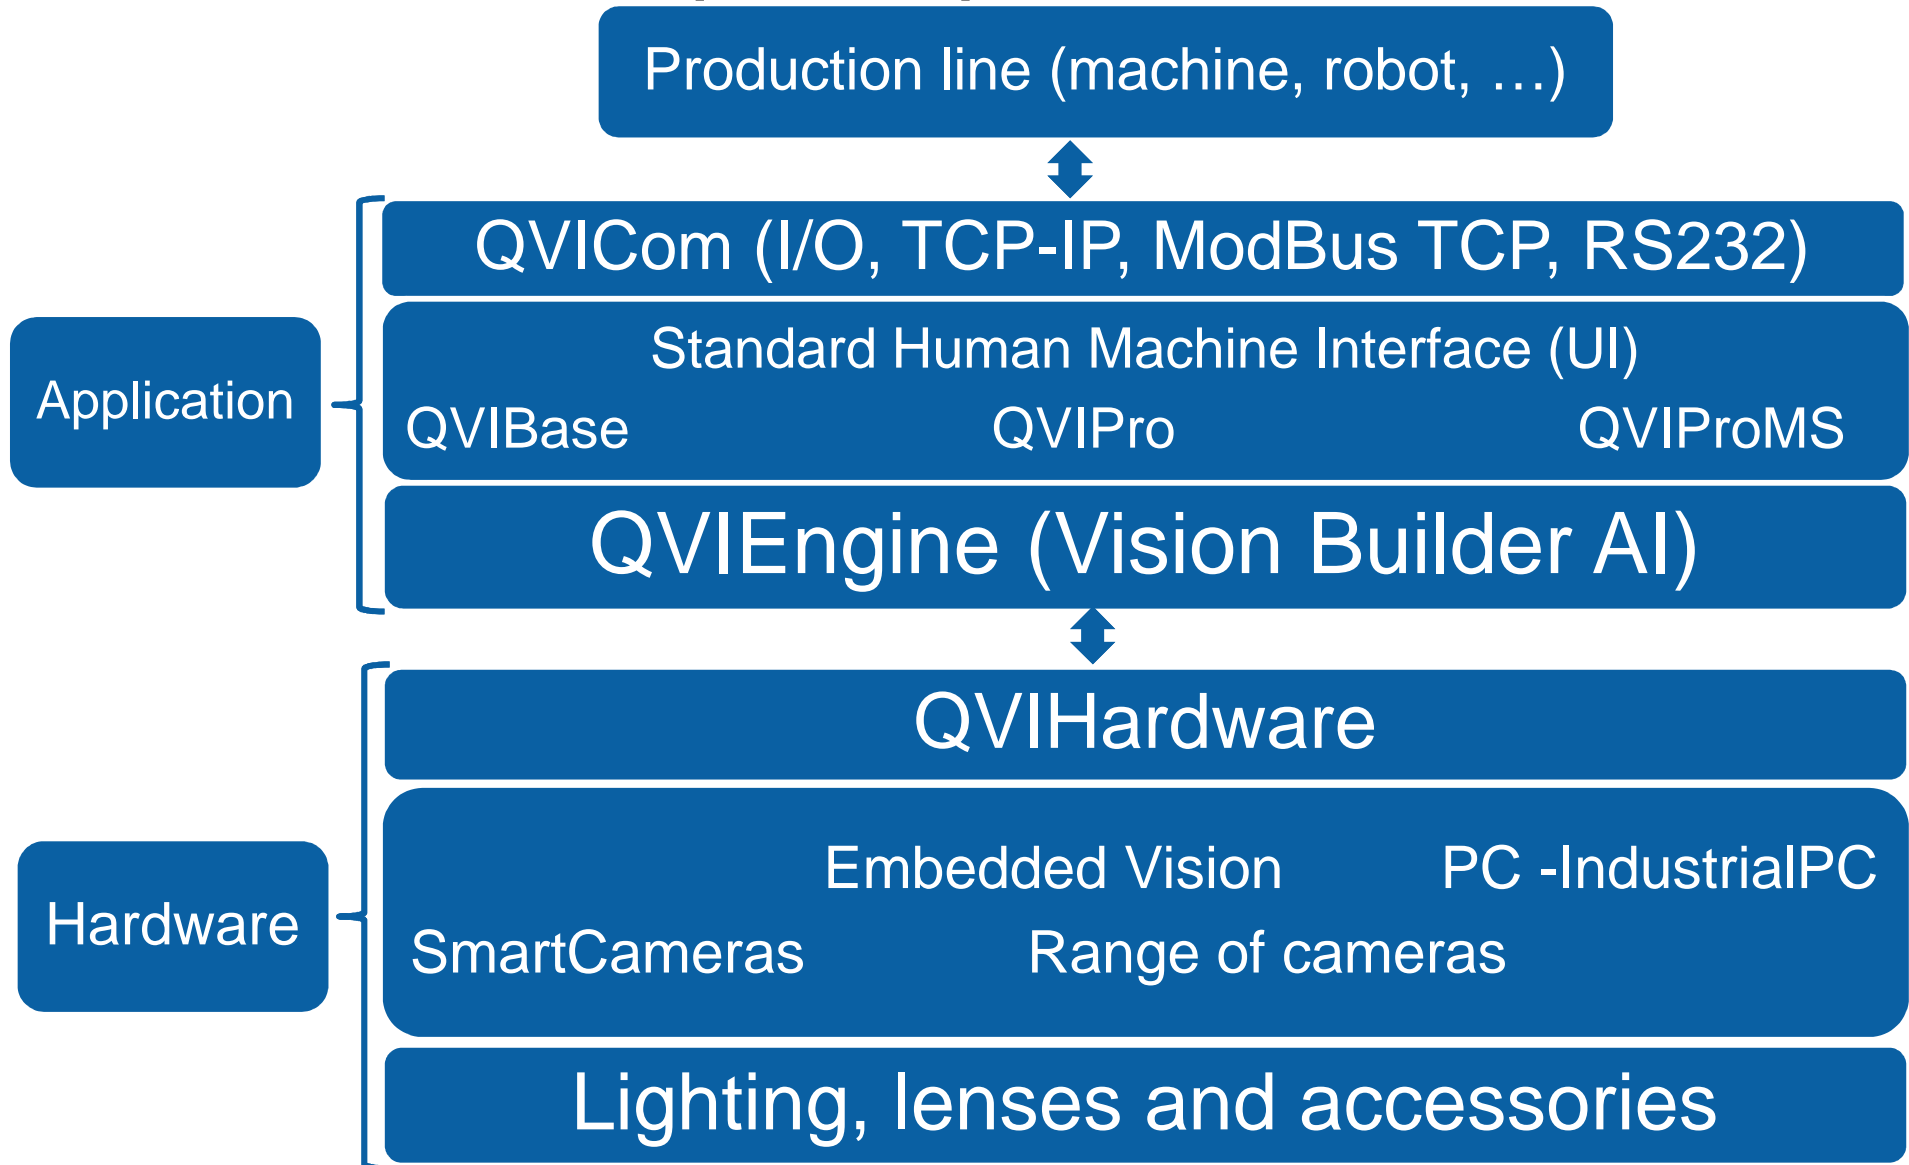 Production line (machine, robot, …)
QVICom (I/O, TCP-IP, ModBus TCP, RS232)
Application
Standard Human Machine Interface (UI)
QVIBase QVIPro QVIProMS
QVIEngine (Vision Builder AI)
QVIHardware
Hardware
Embedded Vision PC -IndustrialPC
SmartCameras Range of cameras
Lighting, lenses and accessories